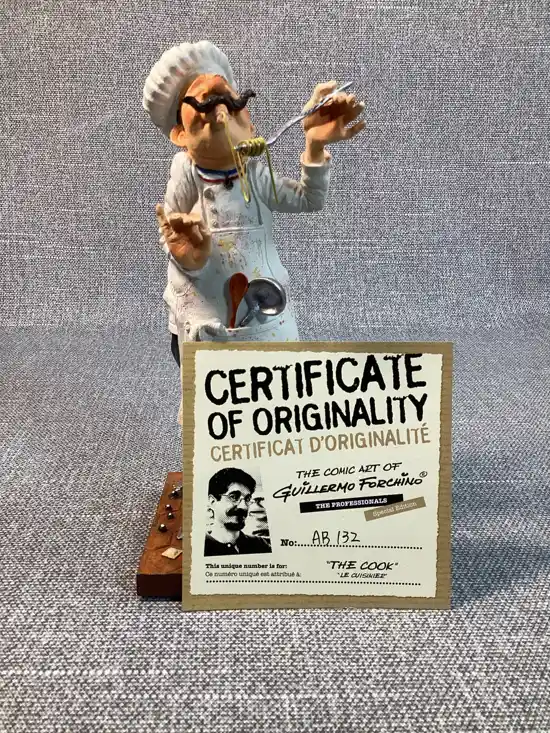 CERTIFICATE
OF ORIGINALITY
CERTIFICAT D'ORIGINALITÉ
THE COMIC ART OF
Guillermo Forchino®
THE PROFESSIONALS
Special Edition
No: AB 132
This unique number is for:
Ce numéro unique est attribué à:
"THE COOK"
"LE CUISINIER"